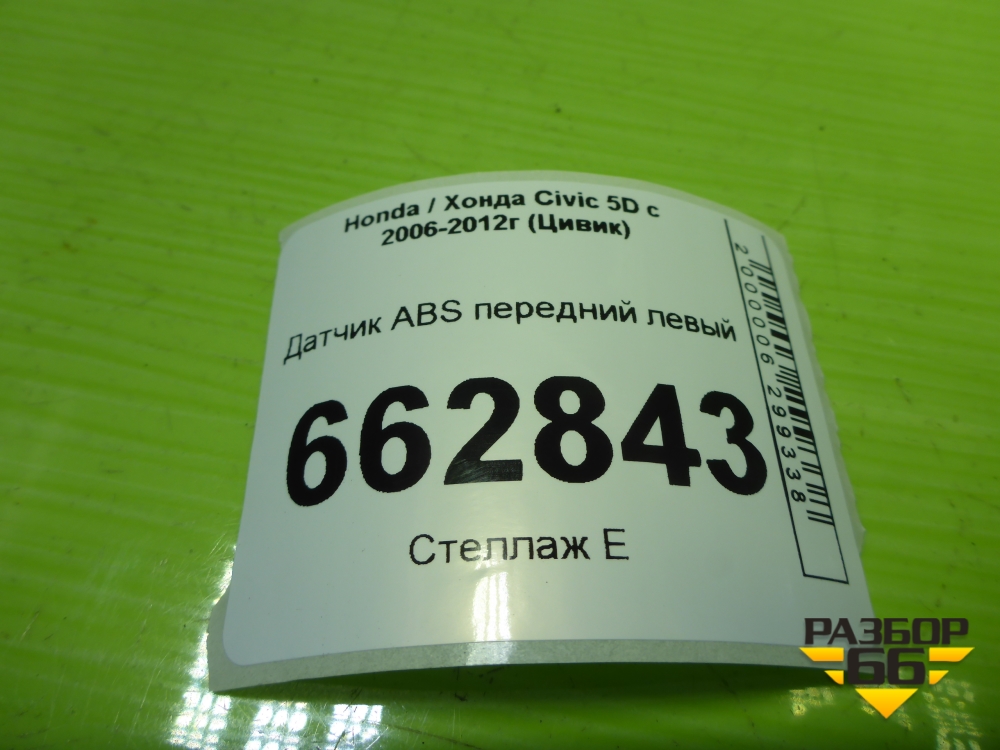 Honda / Хонда Civic 5D с
2006-2012г (Цивик)
Датчик ABS передний левый
662843
Стеллаж Е
2000006299338
РАЗБОР
66